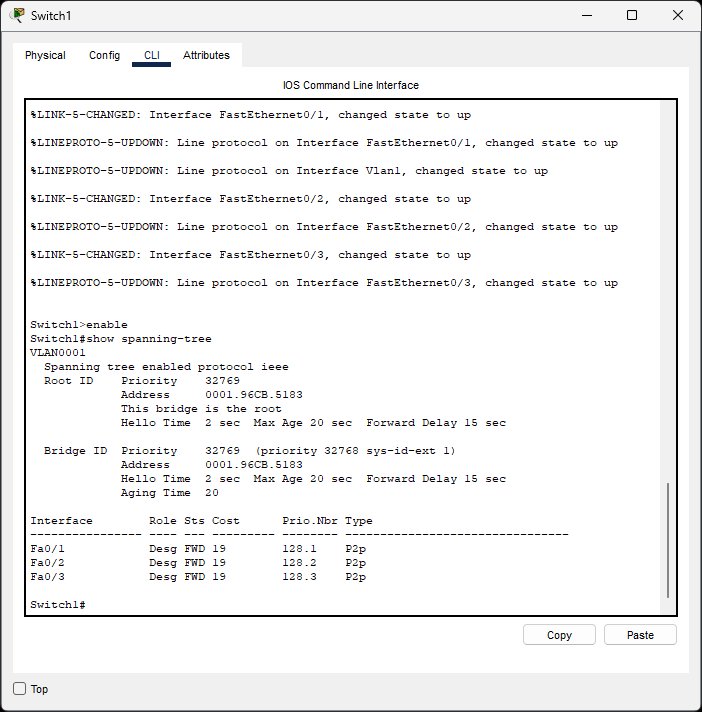 Switch1
Physical Config CLI Attributes
IOS Command Line Interface
%LINK-5-CHANGED: Interface FastEthernet0/1, changed state to up
%LINEPROTO-5-UPDOWN: Line protocol on Interface FastEthernet0/1, changed state to up
%LINEPROTO-5-UPDOWN: Line protocol on Interface Vlan1, changed state to up
%LINK-5-CHANGED: Interface FastEthernet0/2, changed state to up
%LINEPROTO-5-UPDOWN: Line protocol on Interface FastEthernet0/2, changed state to up
%LINK-5-CHANGED: Interface FastEthernet0/3, changed state to up
%LINEPROTO-5-UPDOWN: Line protocol on Interface FastEthernet0/3, changed state to up
Switch1>enable
Switch1#show spanning-tree
VLAN0001
  Spanning tree enabled protocol ieee
  Root ID    Priority    32769
             Address     0001.96CB.5183
             This bridge is the root
             Hello Time  2 sec  Max Age 20 sec  Forward Delay 15 sec
  Bridge ID  Priority    32769  (priority 32768 sys-id-ext 1)
             Address     0001.96CB.5183
             Hello Time  2 sec  Max Age 20 sec  Forward Delay 15 sec
             Aging Time  20
Interface        Role Sts Cost      Prio.Nbr Type
---------------- ---- --- --------- -------- --------------------------------
Fa0/1            Desg FWD 19        128.1    P2p
Fa0/2            Desg FWD 19        128.2    P2p
Fa0/3            Desg FWD 19        128.3    P2p
Switch1#
Copy Paste
Top